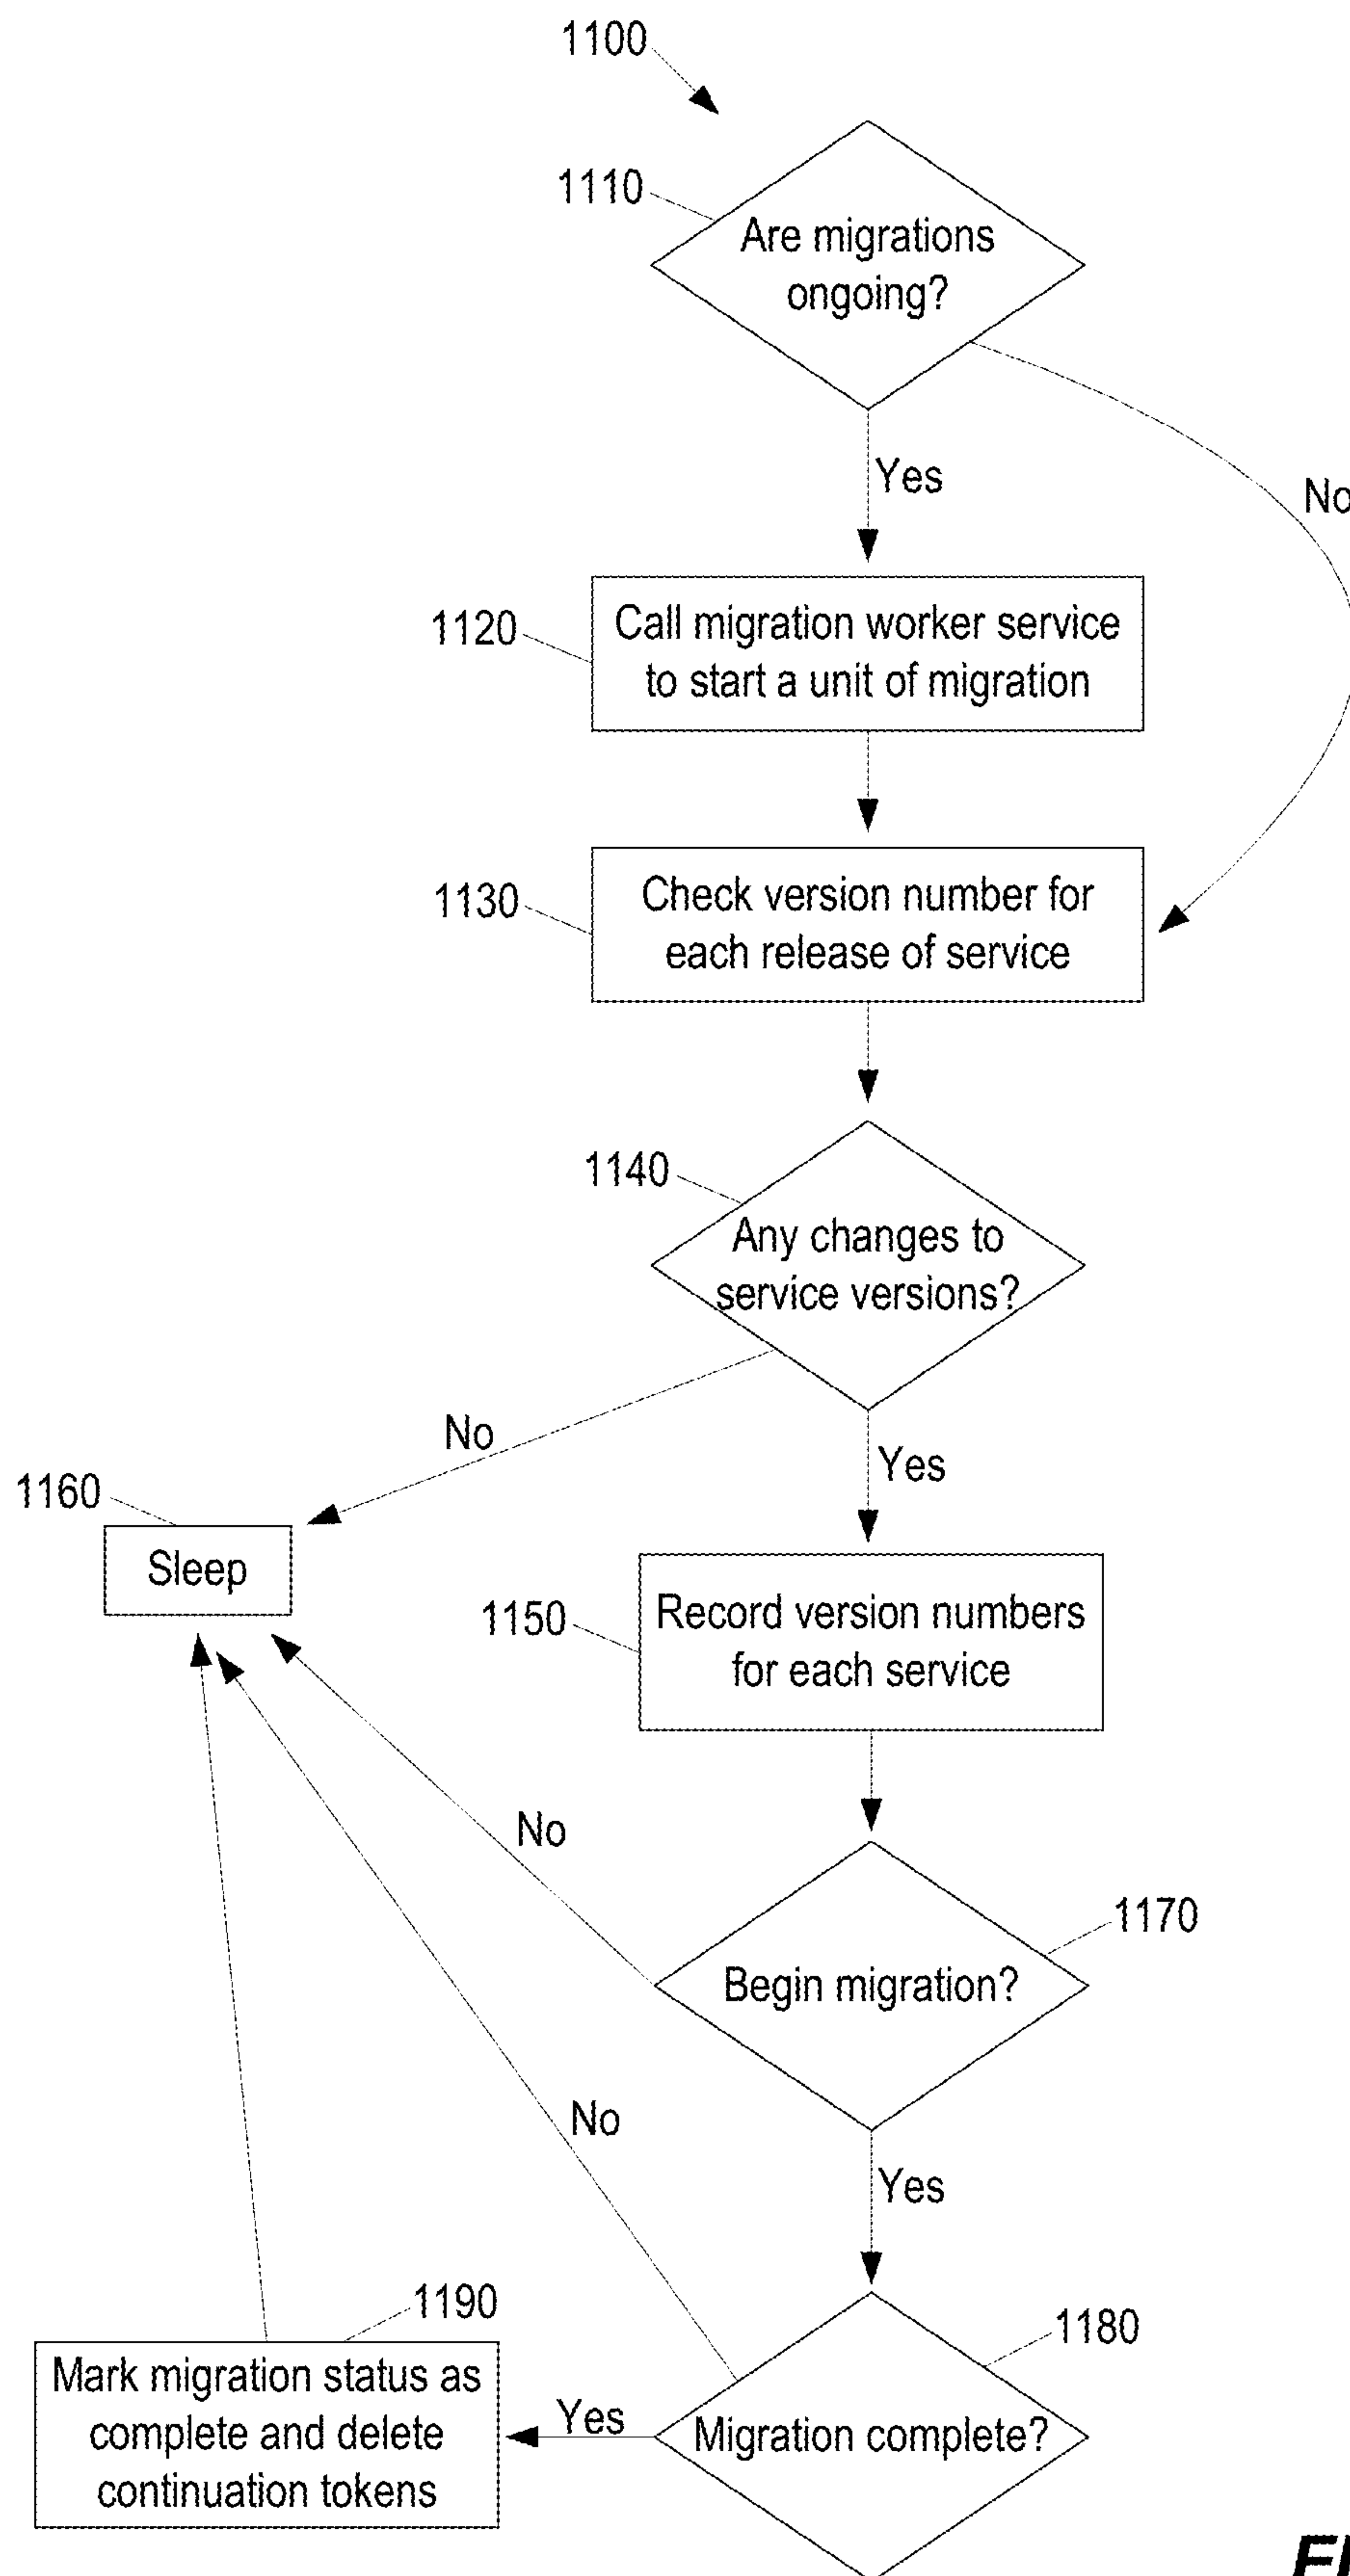 1100
1110
Are migrations
ongoing?
Yes
No
1120
Call migration worker service
to start a unit of migration
1130
Check version number for
each release of service
1140
Any changes to
service versions?
No
Yes
1160
Sleep
1150
Record version numbers
for each service
No
1170
Begin migration?
No
Yes
1190
1180
Mark migration status as
complete and delete
continuation tokens
Yes
Migration complete?